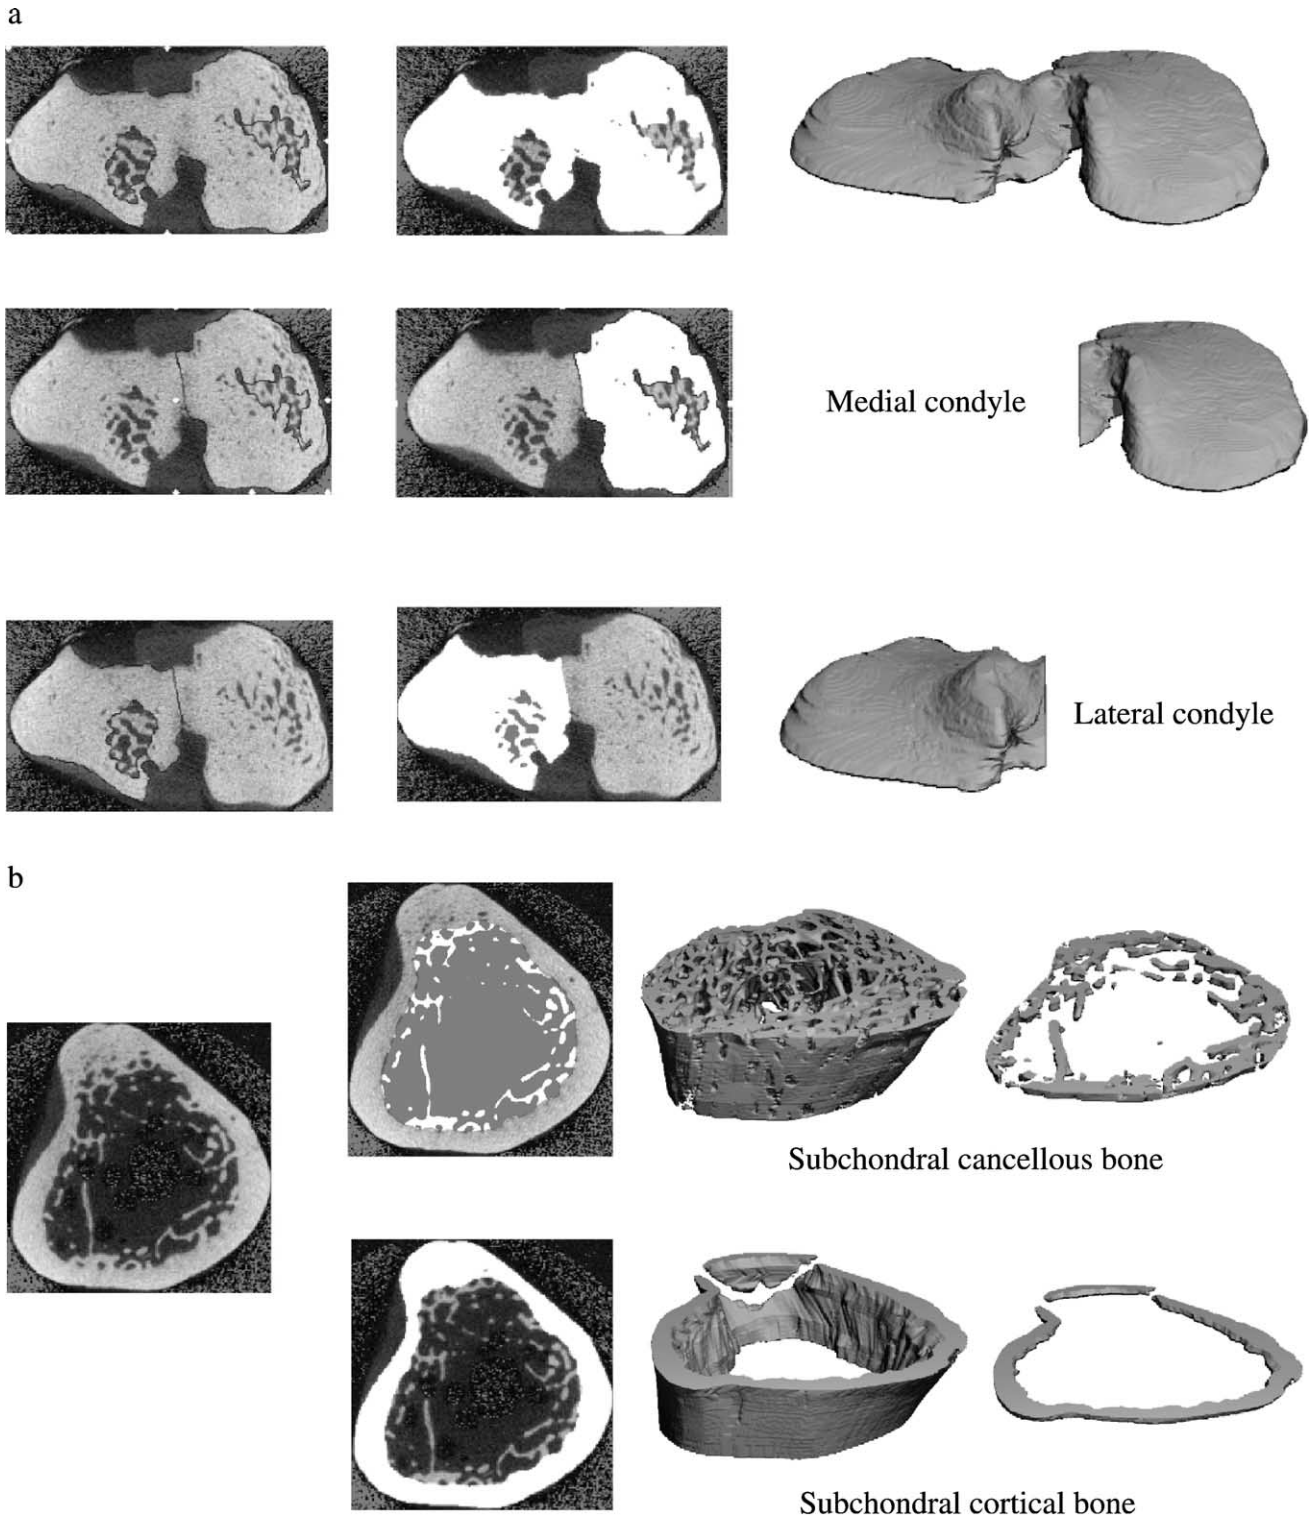 a
Medial condyle
Lateral condyle
b
Subchondral cancellous bone
Subchondral cortical bone